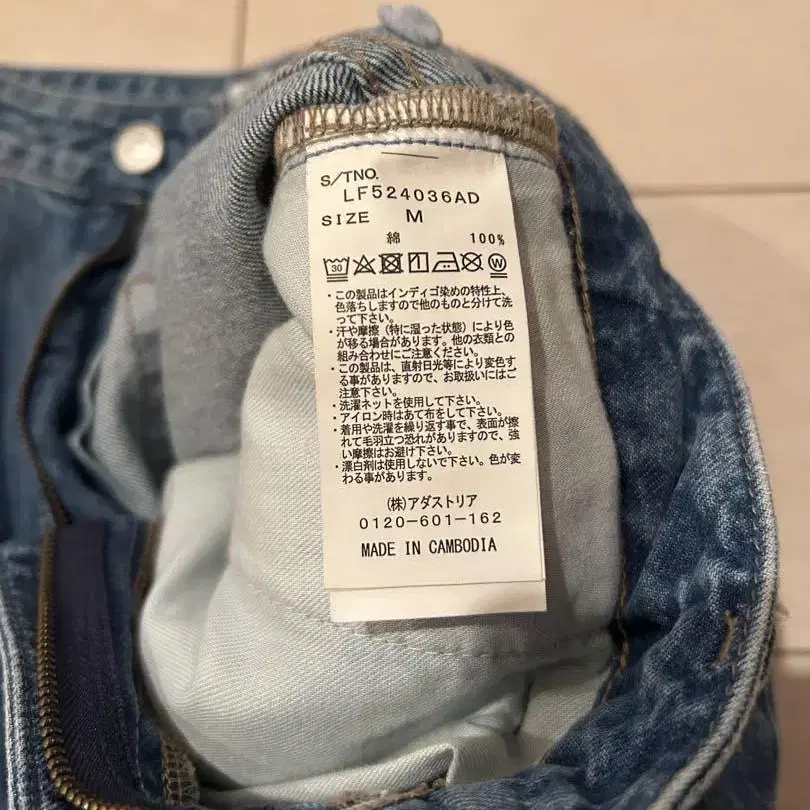 S/TNO.
LF524036AD
SIZE M
綿 100%
30 W
・この製品はインディゴ染めの特性上、
色落ちしますので他のものと分けて洗
って下さい。
・汗や摩擦（特に湿った状態）により色
が移る場合があります。他の衣類との
組み合わせにご注意ください。
・この製品は、直射日光等により変色す
る事がありますので、お取扱いにはご
注意下さい。
・洗濯ネットを使用して下さい。
・アイロン時はあて布をして下さい。
・着用や洗濯を繰り返す事で、表面が擦
れて毛羽立つ恐れがありますので、強
い摩擦はお避け下さい。
・漂白剤は使用しないで下さい。色が変
わる事があります。
(株)アダストリア
0120-601-162
MADE IN CAMBODIA